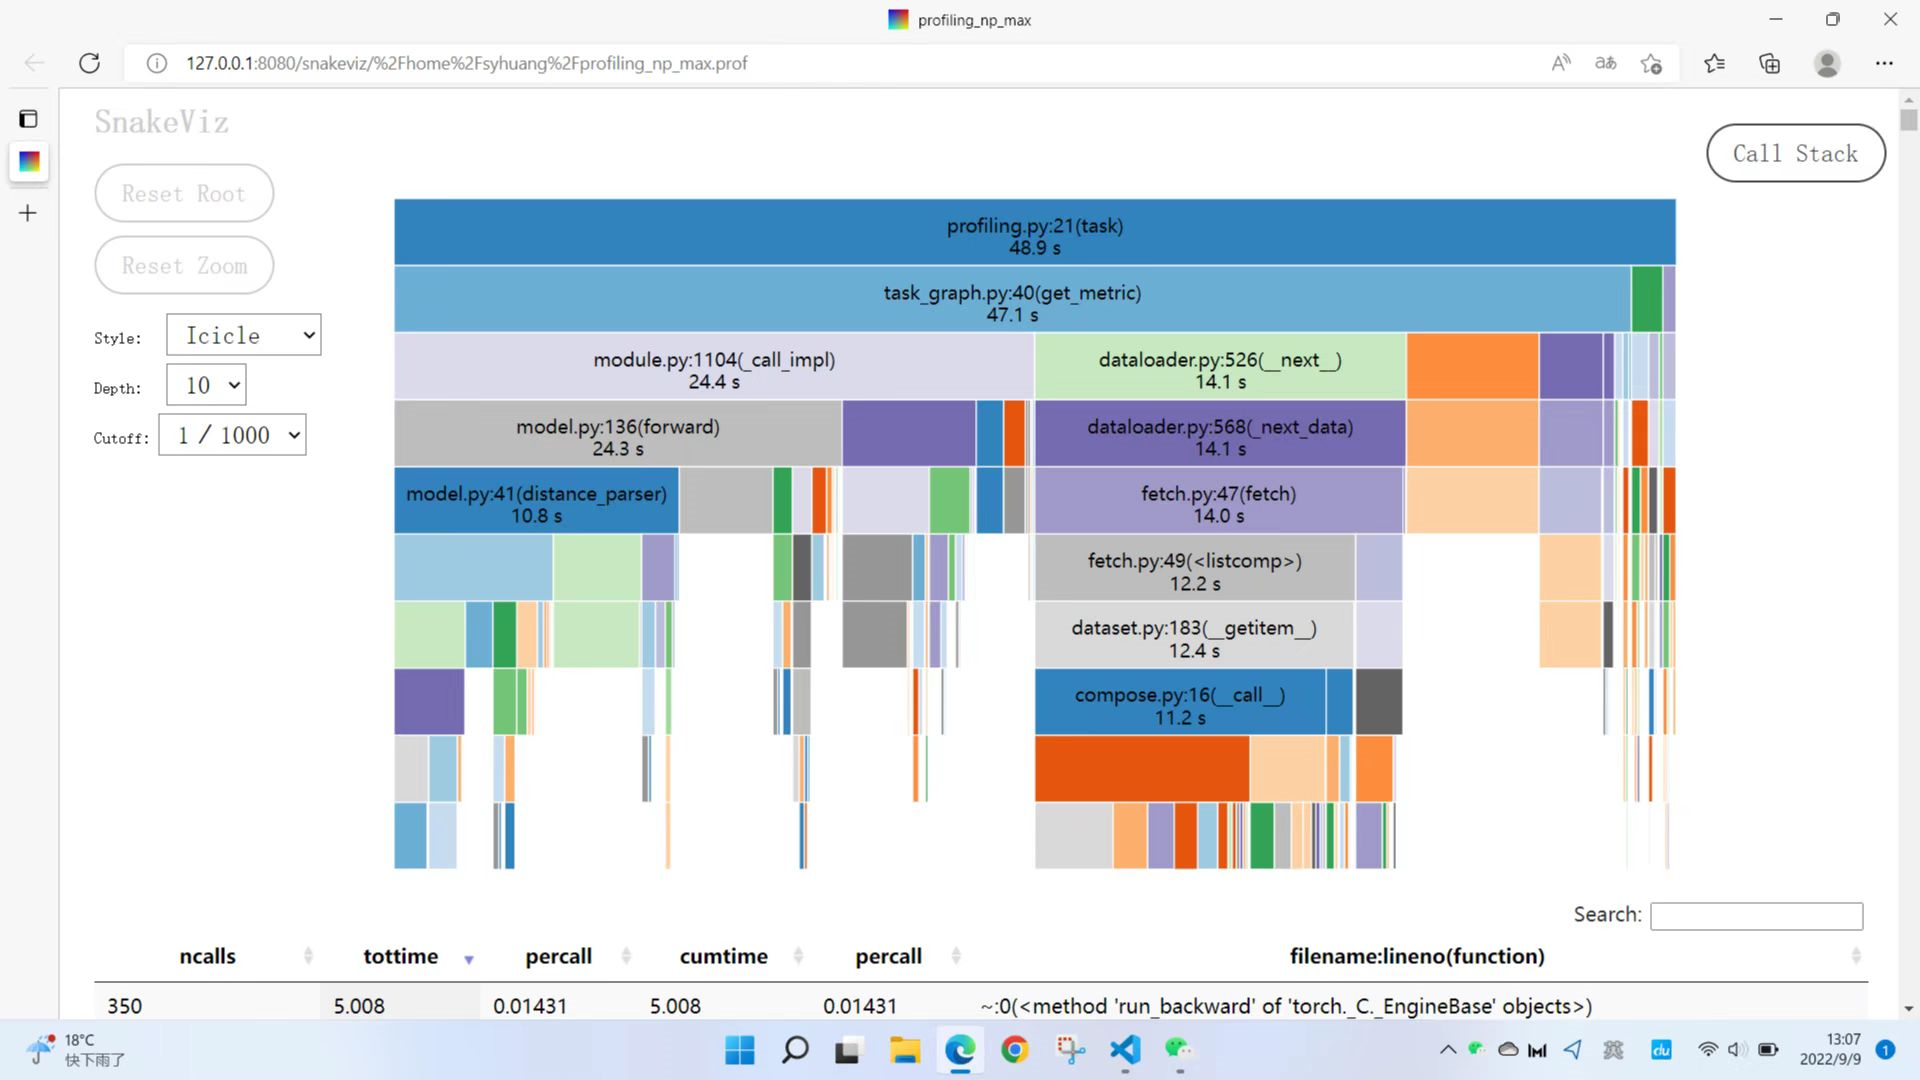 profiling_np_max
127.0.0.1:8080/snakeviz/%2Fhome%2Fsyhuang%2Fprofiling_np_max.prof
SnakeViz
Call Stack
Reset Root
Reset Zoom
Style: Icicle
Depth: 10
Cutoff: 1 / 1000
profiling.py:21(task)
48.9 s
task_graph.py:40(get_metric)
47.1 s
module.py:1104(_call_impl)
24.4 s
dataloader.py:526(__next__)
14.1 s
model.py:136(forward)
24.3 s
dataloader.py:568(_next_data)
14.1 s
model.py:41(distance_parser)
10.8 s
fetch.py:47(fetch)
14.0 s
fetch.py:49(<listcomp>)
12.2 s
dataset.py:183(__getitem__)
12.4 s
compose.py:16(__call__)
11.2 s
Search:
ncalls tottime percall cumtime percall filename:lineno(function)
350 5.008 0.01431 5.008 0.01431 ~:0(<method 'run_backward' of 'torch._C._EngineBase' objects>)
18°C
快下雨了
英
du
13:07
2022/9/9
1